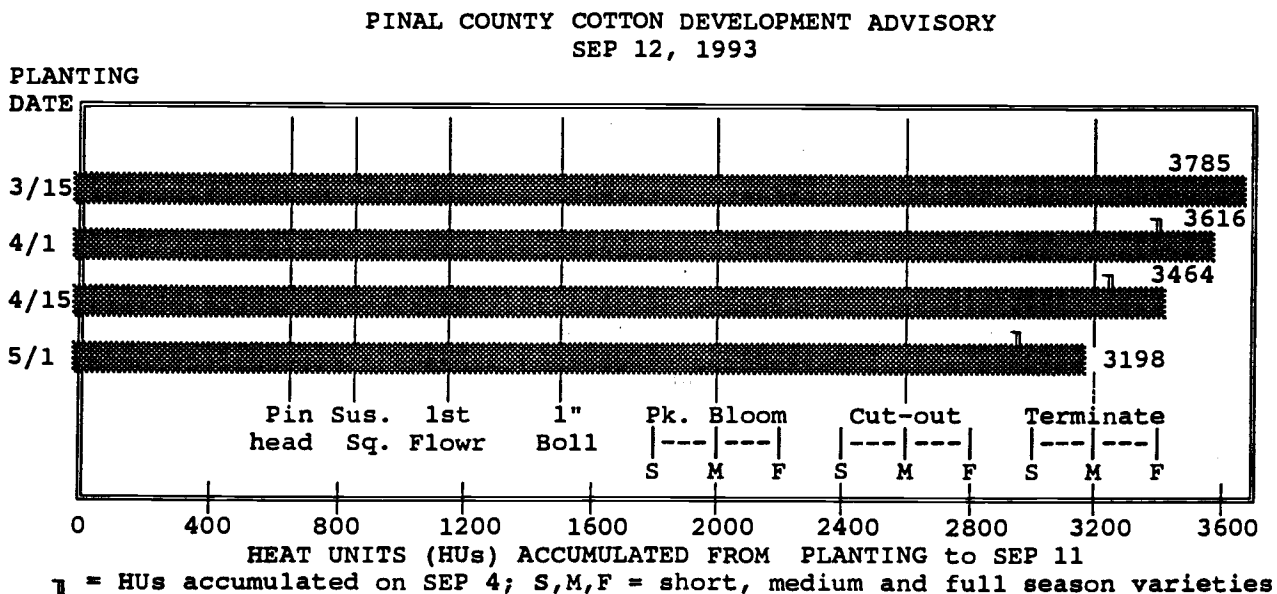 PINAL COUNTY COTTON DEVELOPMENT ADVISORY
SEP 12, 1993
PLANTING
DATE
3785
3/15
3616
4/1
3464
4/15
5/1 3198
Pin Sus. 1st 1" Pk. Bloom Cut-out Terminate
head Sq. Flowr Boll |---|---| |---|---| |---|---|
S M F S M F S M F
0 400 800 1200 1600 2000 2400 2800 3200 3600
HEAT UNITS (HUs) ACCUMULATED FROM PLANTING to SEP 11
╖ = HUs accumulated on SEP 4; S,M,F = short, medium and full season varieties